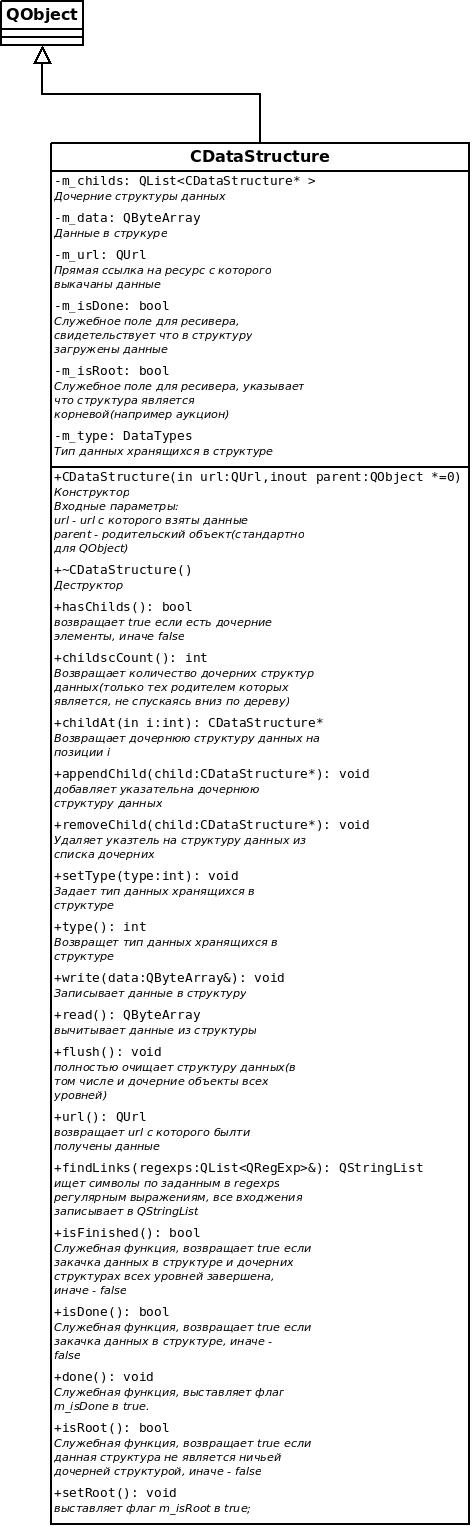 QObject
CDataStructure
-m_childs: QList<CDataStructure* >
Дочерние структуры данных
-m_data: QByteArray
Данные в струкуре
-m_url: QUrl
Прямая ссылка на ресурс с которого
выкачаны данные
-m_isDone: bool
Служебное поле для ресивера,
свидетельствует что в структуру
загружены данные
-m_isRoot: bool
Служебное поле для ресивера, указывает
что структура является
корневой(например аукцион)
-m_type: DataTypes
Тип данных хранящихся в структуре
+CDataStructure(in url:QUrl,inout parent:QObject *=0)
Конструктор
Входные параметры:
url - url с которого взяты данные
parent - родительский объект(стандартно
для QObject)
+~CDataStructure()
Деструктор
+hasChilds(): bool
возвращает true если есть дочерние
элементы, иначе false
+childscCount(): int
Возвращает количество дочерних структур
данных(только тех родителем которых
является, не спускаясь вниз по дереву)
+childAt(in i:int): CDataStructure*
Возвращает дочернюю структуру данных на
позиции i
+appendChild(child:CDataStructure*): void
добавляет указательна дочернюю
структуру данных
+removeChild(child:CDataStructure*): void
Удаляет указтель на структуру данных из
списка дочерних
+setType(type:int): void
Задает тип данных хранящихся в
структуре
+type(): int
Возвращет тип данных хранящихся в
структуре
+write(data:QByteArray&): void
Записывает данные в структуру
+read(): QByteArray
вычитывает данные из структуры
+flush(): void
полностью очищает структуру данных(в
том числе и дочерние объекты всех
уровней)
+url(): QUrl
возвращает url с которого былти
получены данные
+findLinks(regexps:QList<QRegExp>&): QStringList
ищет символы по заданным в regexps
регулярным выражениям, все входжения
записывает в QStringList
+isFinished(): bool
Служебная функция, возвращает true если
закачка данных в структуре и дочерних
структурах всех уровней завершена,
иначе - false
+isDone(): bool
Служебная функция, возвращает true если
закачка данных в структуре, иначе -
false
+done(): void
Служебная функция, выставляет флаг
m_isDone в true.
+isRoot(): bool
Служебная функция, возвращает true если
данная структура не является ничьей
дочерней структурой, иначе - false
+setRoot(): void
выставляет флаг m_isRoot в true;